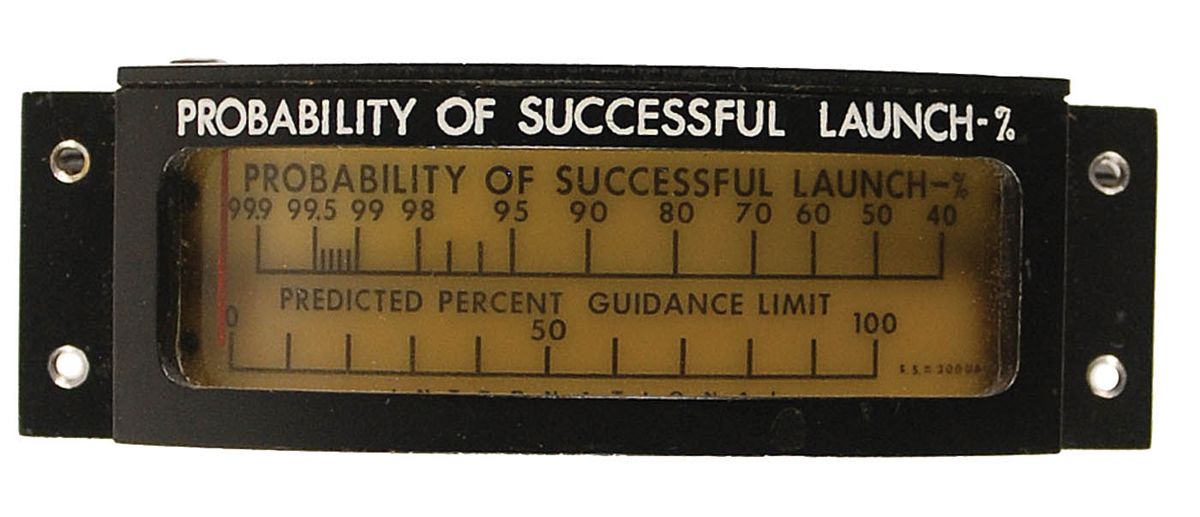 PROBABILITY OF SUCCESSFUL LAUNCH-%
PROBABILITY OF SUCCESSFUL LAUNCH-%
99.9 99.5 99 98 95 90 80 70 60 50 40
PREDICTED PERCENT GUIDANCE LIMIT
0 50 100